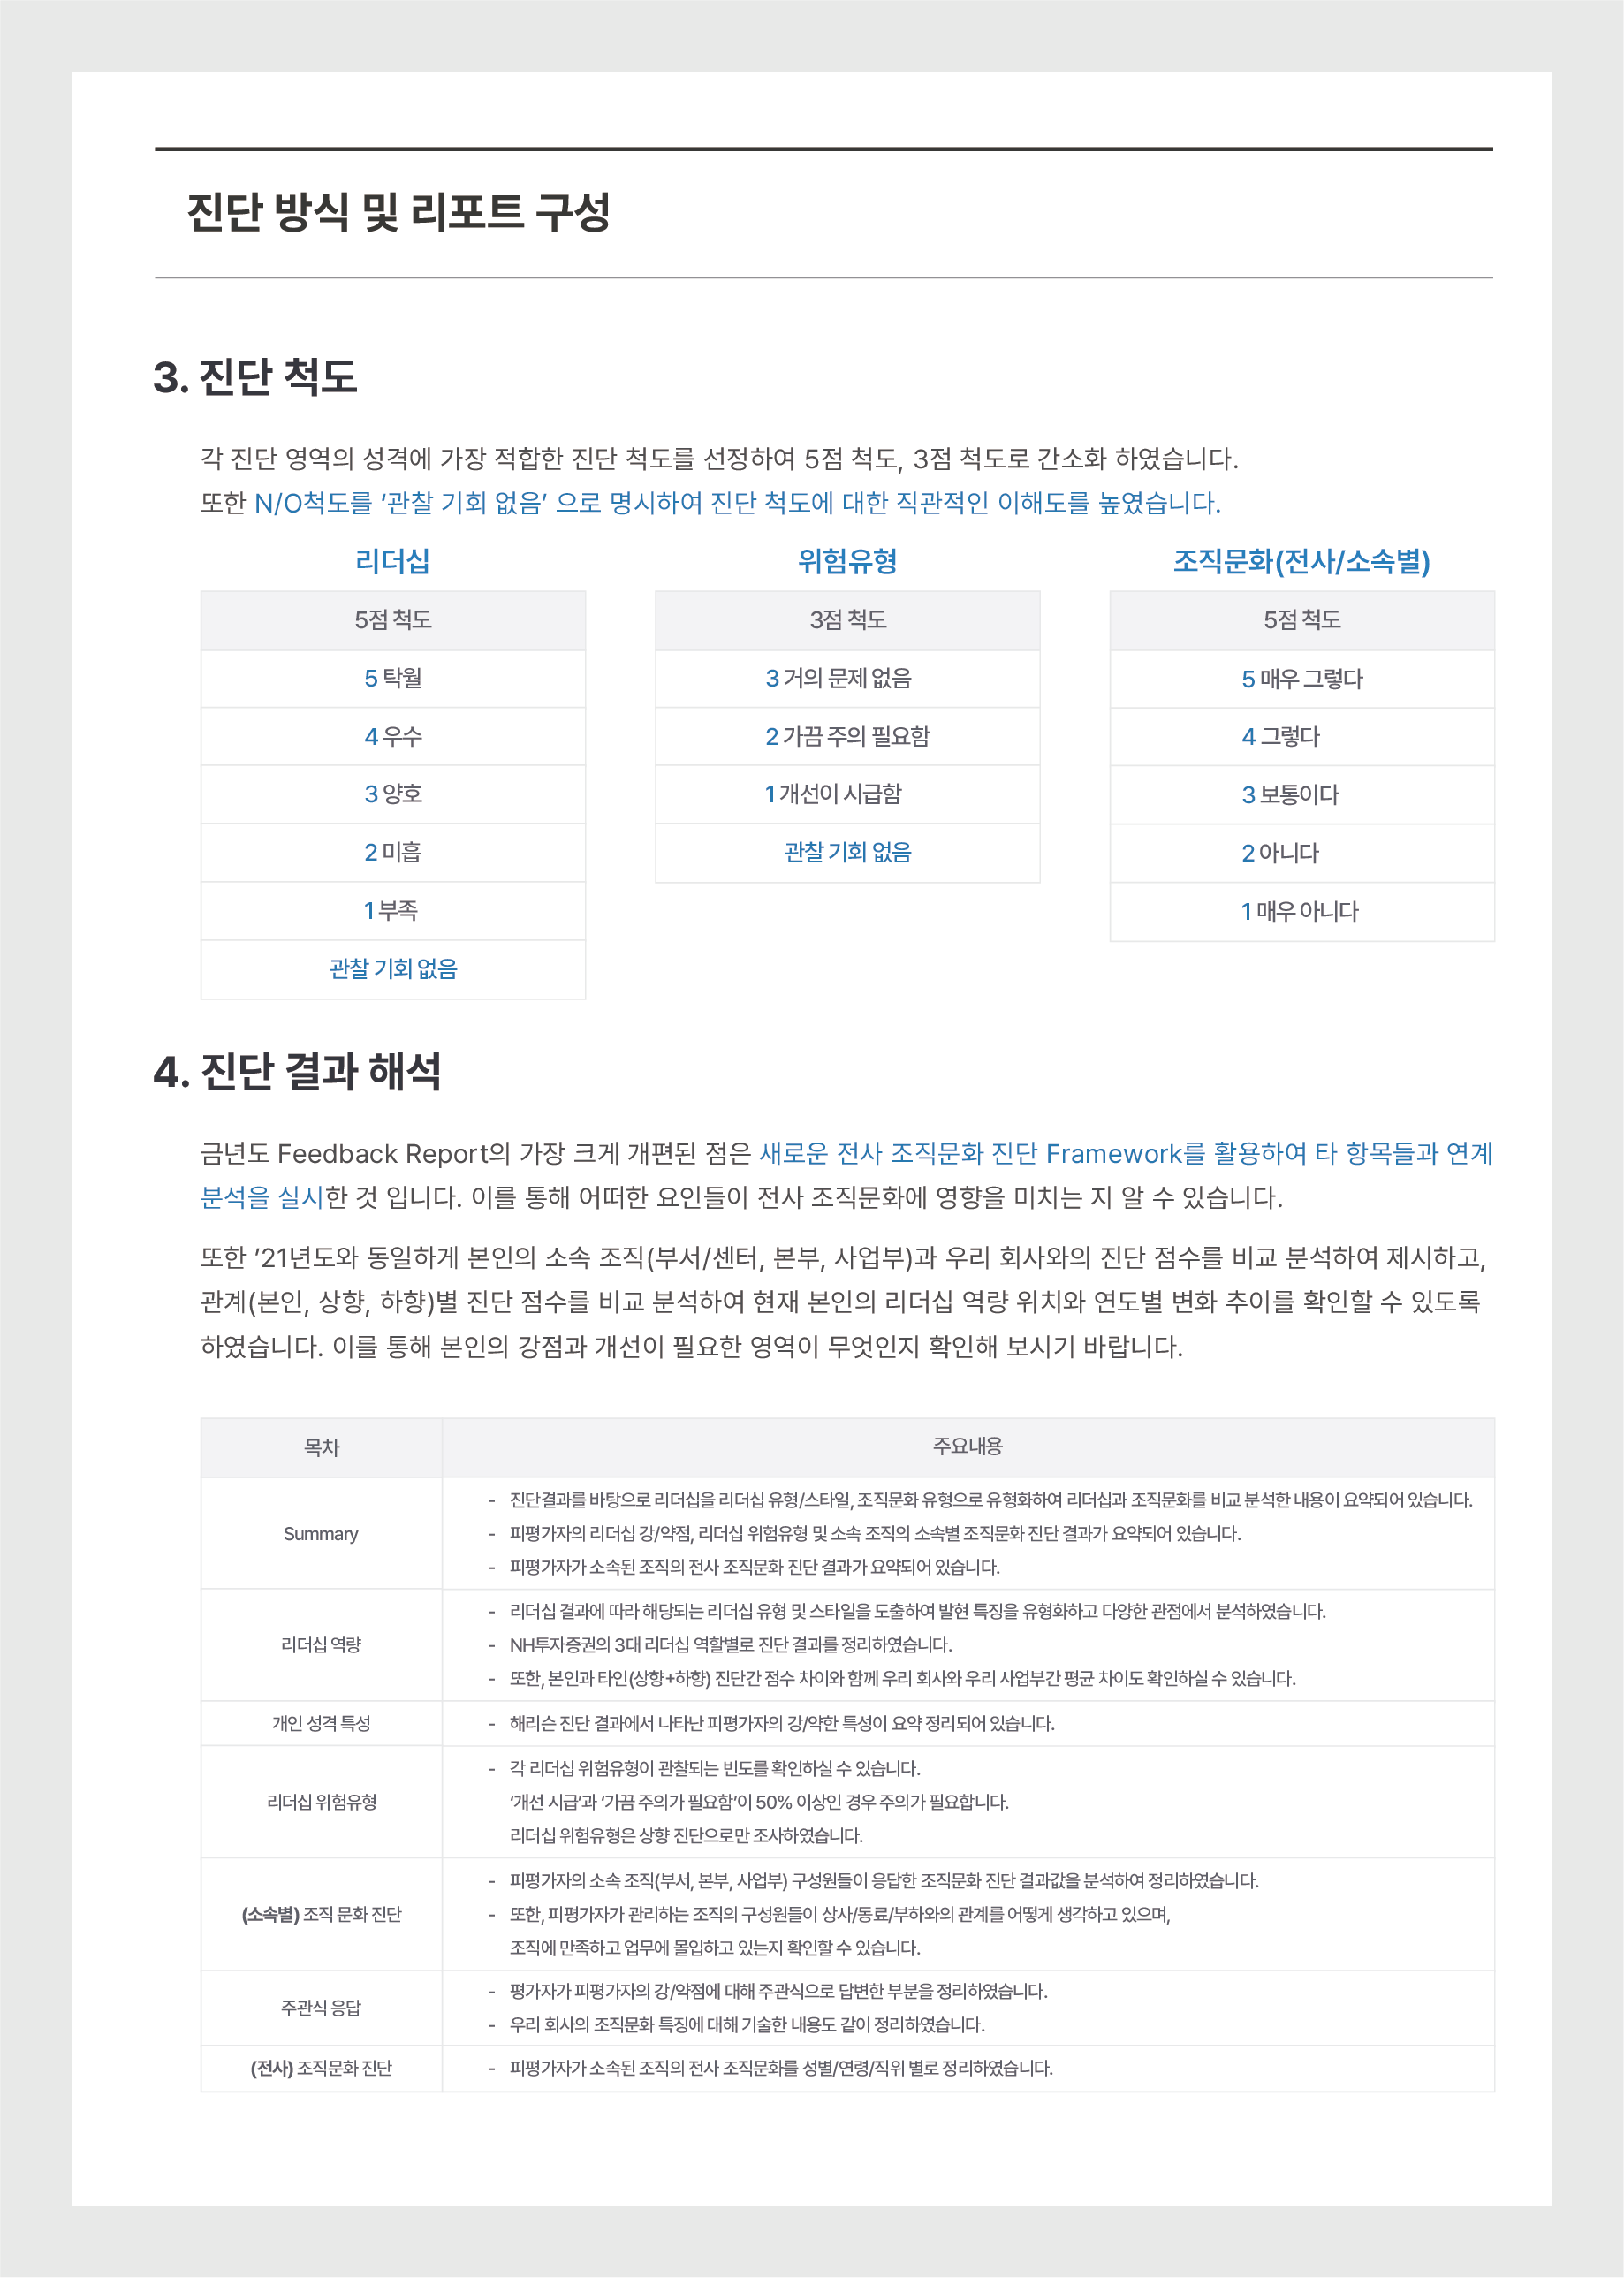 진단 방식 및 리포트 구성
3. 진단 척도
각 진단 영역의 성격에 가장 적합한 진단 척도를 선정하여 5점 척도, 3점 척도로 간소화 하였습니다.
또한 N/O척도를 ‘관찰 기회 없음’ 으로 명시하여 진단 척도에 대한 직관적인 이해도를 높였습니다.
리더십
5점 척도
5 탁월
4 우수
3 양호
2 미흡
1 부족
관찰 기회 없음
위험유형
3점 척도
3 거의 문제 없음
2 가끔 주의 필요함
1 개선이 시급함
관찰 기회 없음
조직문화(전사/소속별)
5점 척도
5 매우 그렇다
4 그렇다
3 보통이다
2 아니다
1 매우 아니다
4. 진단 결과 해석
금년도 Feedback Report의 가장 크게 개편된 점은 새로운 전사 조직문화 진단 Framework를 활용하여 타 항목들과 연계
분석을 실시한 것 입니다. 이를 통해 어떠한 요인들이 전사 조직문화에 영향을 미치는 지 알 수 있습니다.
또한 ’21년도와 동일하게 본인의 소속 조직(부서/센터, 본부, 사업부)과 우리 회사와의 진단 점수를 비교 분석하여 제시하고,
관계(본인, 상향, 하향)별 진단 점수를 비교 분석하여 현재 본인의 리더십 역량 위치와 연도별 변화 추이를 확인할 수 있도록
하였습니다. 이를 통해 본인의 강점과 개선이 필요한 영역이 무엇인지 확인해 보시기 바랍니다.
목차
주요내용
Summary
- 진단결과를 바탕으로 리더십을 리더십 유형/스타일, 조직문화 유형으로 유형화하여 리더십과 조직문화를 비교 분석한 내용이 요약되어 있습니다.
- 피평가자의 리더십 강/약점, 리더십 위험유형 및 소속 조직의 소속별 조직문화 진단 결과가 요약되어 있습니다.
- 피평가자가 소속된 조직의 전사 조직문화 진단 결과가 요약되어 있습니다.
리더십 역량
- 리더십 결과에 따라 해당되는 리더십 유형 및 스타일을 도출하여 발현 특징을 유형화하고 다양한 관점에서 분석하였습니다.
- NH투자증권의 3대 리더십 역할별로 진단 결과를 정리하였습니다.
- 또한, 본인과 타인(상향+하향) 진단간 점수 차이와 함께 우리 회사와 우리 사업부간 평균 차이도 확인하실 수 있습니다.
개인 성격 특성
- 해리슨 진단 결과에서 나타난 피평가자의 강/약한 특성이 요약 정리되어 있습니다.
리더십 위험유형
- 각 리더십 위험유형이 관찰되는 빈도를 확인하실 수 있습니다.
‘개선 시급’과 ‘가끔 주의가 필요함’이 50% 이상인 경우 주의가 필요합니다.
리더십 위험유형은 상향 진단으로만 조사하였습니다.
(소속별) 조직 문화 진단
- 피평가자의 소속 조직(부서, 본부, 사업부) 구성원들이 응답한 조직문화 진단 결과값을 분석하여 정리하였습니다.
- 또한, 피평가자가 관리하는 조직의 구성원들이 상사/동료/부하와의 관계를 어떻게 생각하고 있으며,
조직에 만족하고 업무에 몰입하고 있는지 확인할 수 있습니다.
주관식 응답
- 평가자가 피평가자의 강/약점에 대해 주관식으로 답변한 부분을 정리하였습니다.
- 우리 회사의 조직문화 특징에 대해 기술한 내용도 같이 정리하였습니다.
(전사) 조직문화 진단
- 피평가자가 소속된 조직의 전사 조직문화를 성별/연령/직위 별로 정리하였습니다.